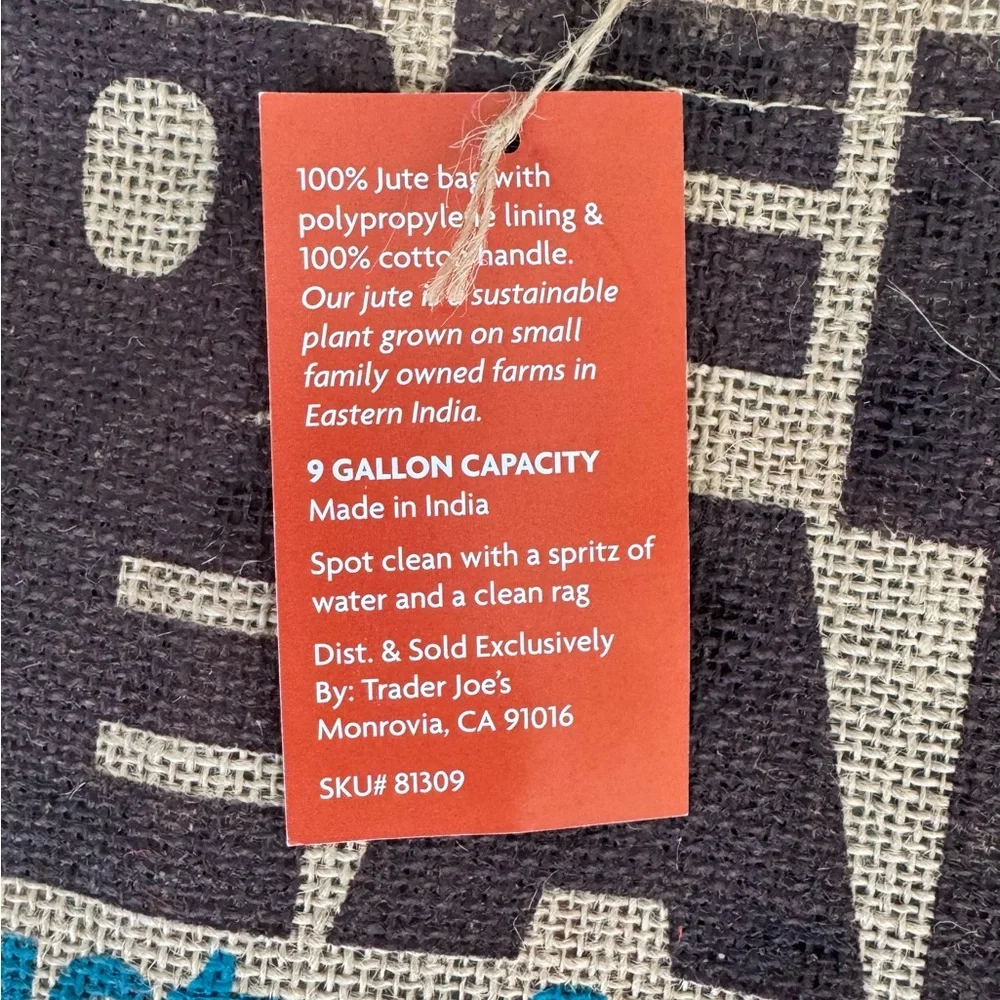 100% Jute bag with
polypropylene lining &
100% cotton handle.
Our jute is a sustainable
plant grown on small
family owned farms in
Eastern India.
9 GALLON CAPACITY
Made in India
Spot clean with a spritz of
water and a clean rag
Dist. & Sold Exclusively
By: Trader Joe's
Monrovia, CA 91016
SKU# 81309